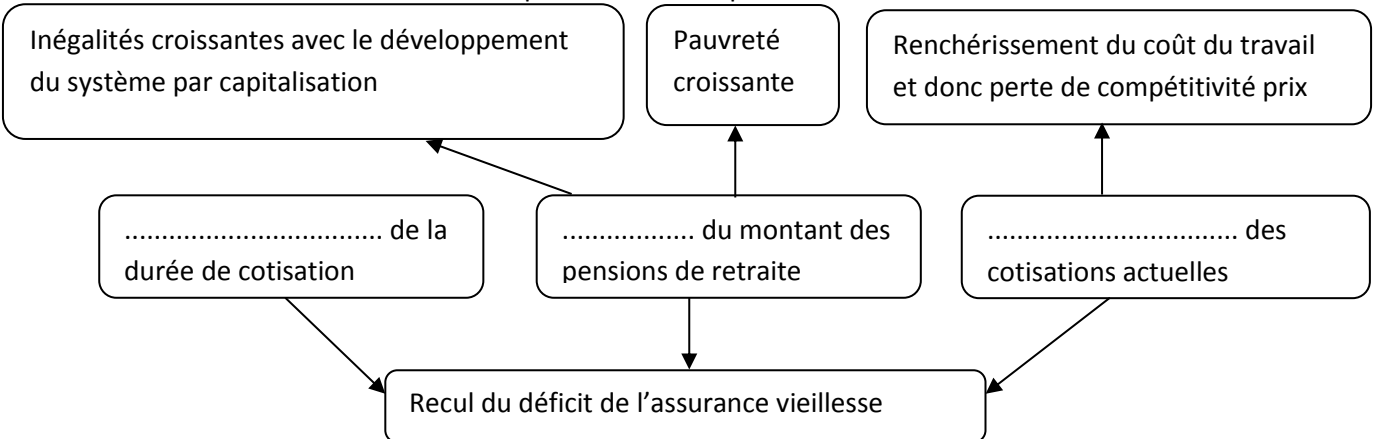 Inégalités croissantes avec le développement
du système par capitalisation
Pauvreté
croissante
Renchérissement du coût du travail
et donc perte de compétitivité prix
................................... de la
durée de cotisation
.................. du montant des
pensions de retraite
.................................. des
cotisations actuelles
Recul du déficit de l’assurance vieillesse